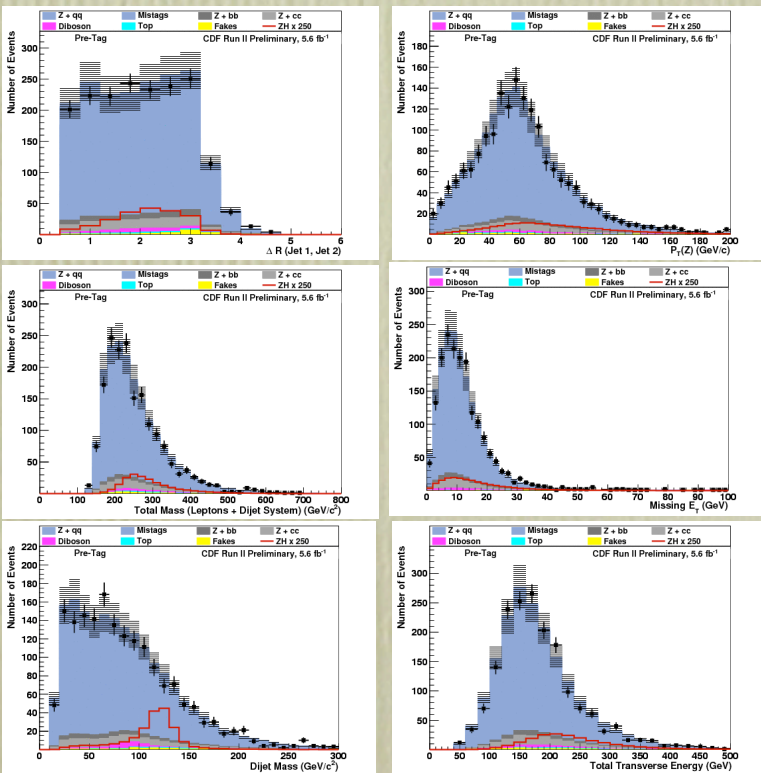 Z + qq Mistags Z + bb Z + cc
Diboson Top Fakes ZH x 250
Pre-Tag CDF Run II Preliminary, 5.6 fb⁻¹
Number of Events
300
250
200
150
100
50
0 1 2 3 4 5 6
Δ R (Jet 1, Jet 2)
Z + qq Mistags Z + bb Z + cc
Diboson Top Fakes ZH x 250
Pre-Tag CDF Run II Preliminary, 5.6 fb⁻¹
Number of Events
180
160
140
120
100
80
60
40
20
0 20 40 60 80 100 120 140 160 180 200
P_T(Z) (GeV/c)
Z + qq Mistags Z + bb Z + cc
Diboson Top Fakes ZH x 250
Pre-Tag CDF Run II Preliminary, 5.6 fb⁻¹
Number of Events
300
250
200
150
100
50
0 100 200 300 400 500 600 700 800
Total Mass (Leptons + Dijet System) (GeV/c²)
Z + qq Mistags Z + bb Z + cc
Diboson Top Fakes ZH x 250
Pre-Tag CDF Run II Preliminary, 5.6 fb⁻¹
Number of Events
300
250
200
150
100
50
0 10 20 30 40 50 60 70 80 90 100
Missing E_T (GeV)
Z + qq Mistags Z + bb Z + cc
Diboson Top Fakes ZH x 250
Pre-Tag CDF Run II Preliminary, 5.6 fb⁻¹
Number of Events
220
200
180
160
140
120
100
80
60
40
20
0 50 100 150 200 250 300
Dijet Mass (GeV/c²)
Z + qq Mistags Z + bb Z + cc
Diboson Top Fakes ZH x 250
Pre-Tag CDF Run II Preliminary, 5.6 fb⁻¹
Number of Events
300
250
200
150
100
50
0 50 100 150 200 250 300 350 400 450 500
Total Transverse Energy (GeV)